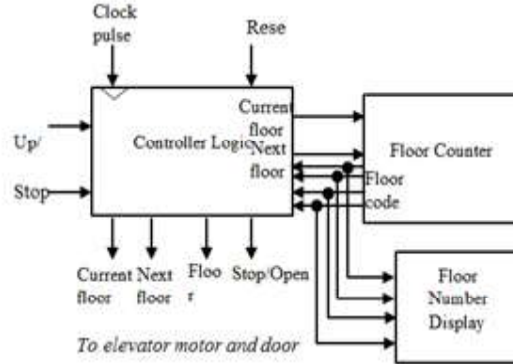 Clock
pulse
Rese
Current
floor
Controller Logic
Next
floor
Floor Counter
Up/
Stop
Floor
code
Current
floor
Next
floor
Floo
r
Stop/Open
Floor
Number
Display
To elevator motor and door